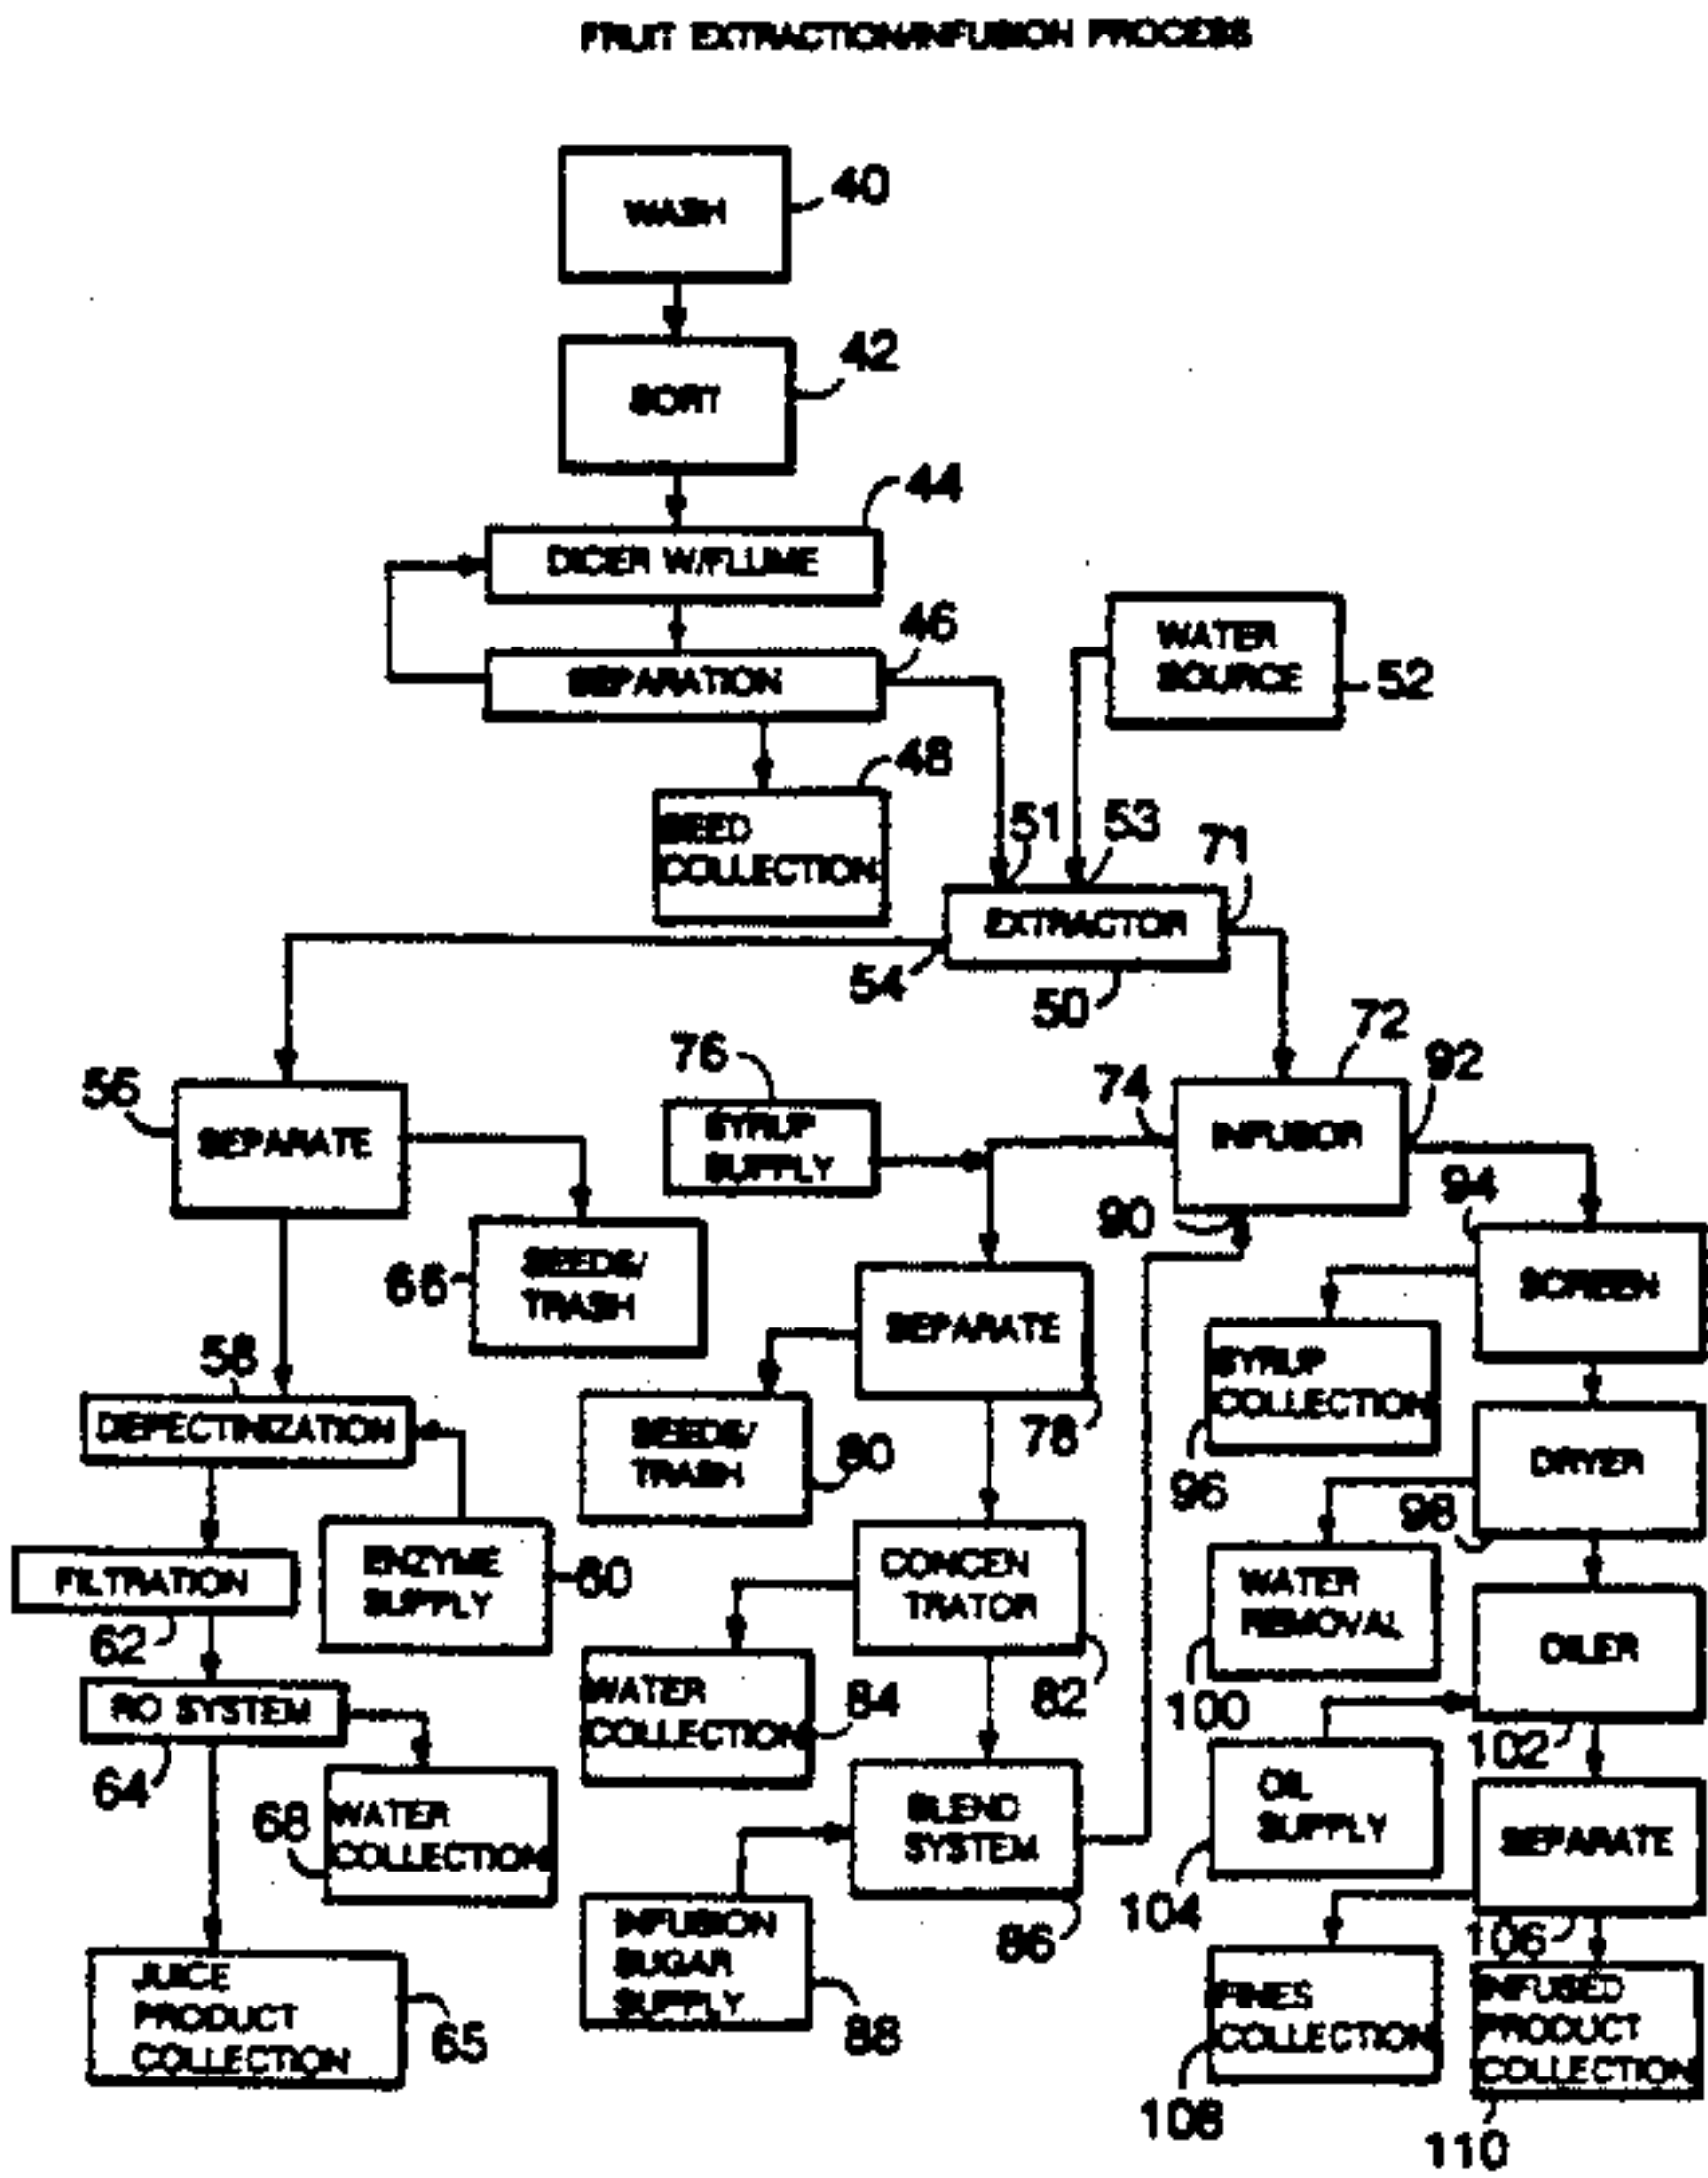 FRUIT EXTRACTION/INFUSION PROCESS
WASH
40
SORT
42
44
DICER W/FLUME
46
SEPARATION
WATER
SOURCE
52
48
SEED
COLLECTION
51
53
71
EXTRACTOR
54
50
72
92
76
74
56
SEPARATE
SYRUP
SUPPLY
INFUSOR
94
90
66
SEEDS/
TRASH
SEPARATE
78
SCREEN
58
DEPECTINIZATION
SEEDS/
TRASH
80
SYRUP
COLLECTION
96
DRYER
98
FILTRATION
62
ENZYME
SUPPLY
60
CONCEN
TRATOR
82
WATER
REMOVAL
100
OILER
102
RO SYSTEM
64
WATER
COLLECTION
84
68
WATER
COLLECTION
BLEND
SYSTEM
86
OIL
SUPPLY
104
SEPARATE
106
JUICE
PRODUCT
COLLECTION
65
INFUSION
SUGAR
SUPPLY
88
FINES
COLLECTION
108
INFUSED
PRODUCT
COLLECTION
110